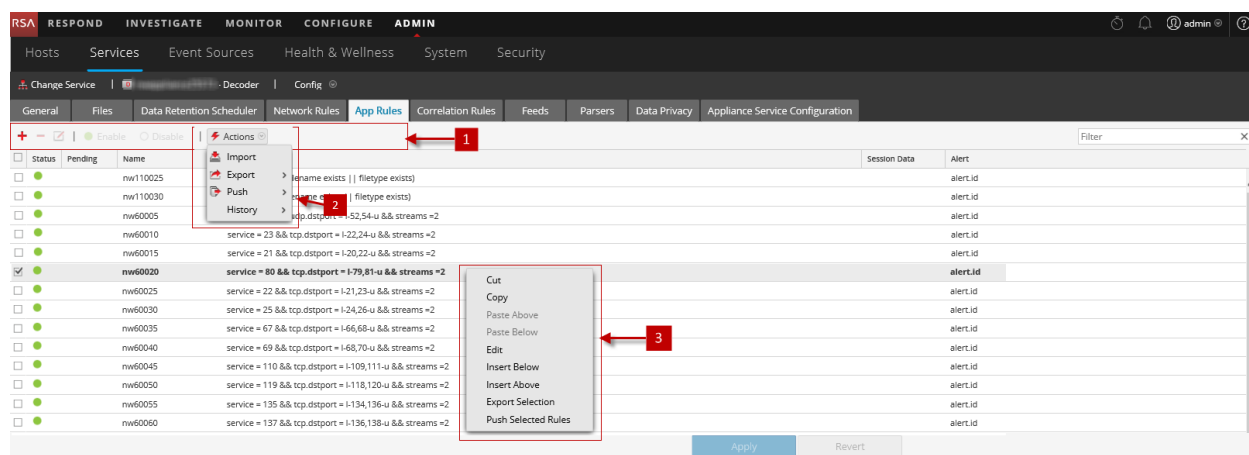 RSA RESPOND INVESTIGATE MONITOR CONFIGURE ADMIN admin
Hosts Services Event Sources Health & Wellness System Security
Change Service | - Decoder | Config
General Files Data Retention Scheduler Network Rules App Rules Correlation Rules Feeds Parsers Data Privacy Appliance Service Configuration
Enable Disable | Actions 1 Filter
Status Pending Name Session Data Alert
nw110025 filename exists || filetype exists) alert.id
nw110030 || filetype exists) alert.id
nw60005 udp.dstport = l-52,54-u && streams =2 alert.id
nw60010 service = 23 && tcp.dstport = l-22,24-u && streams =2 alert.id
nw60015 service = 21 && tcp.dstport = l-20,22-u && streams =2 alert.id
nw60020 service = 80 && tcp.dstport = l-79,81-u && streams =2 alert.id
nw60025 service = 22 && tcp.dstport = l-21,23-u && streams =2 alert.id
nw60030 service = 25 && tcp.dstport = l-24,26-u && streams =2 alert.id
nw60035 service = 67 && tcp.dstport = l-66,68-u && streams =2 alert.id
nw60040 service = 69 && tcp.dstport = l-68,70-u && streams =2 alert.id
nw60045 service = 110 && tcp.dstport = l-109,111-u && streams =2 alert.id
nw60050 service = 119 && tcp.dstport = l-118,120-u && streams =2 alert.id
nw60055 service = 135 && tcp.dstport = l-134,136-u && streams =2 alert.id
nw60060 service = 137 && tcp.dstport = l-136,138-u && streams =2 alert.id
Import
Export
Push
History
2
Cut
Copy
Paste Above
Paste Below
Edit
Insert Below
Insert Above
Export Selection
Push Selected Rules
3
Apply Revert